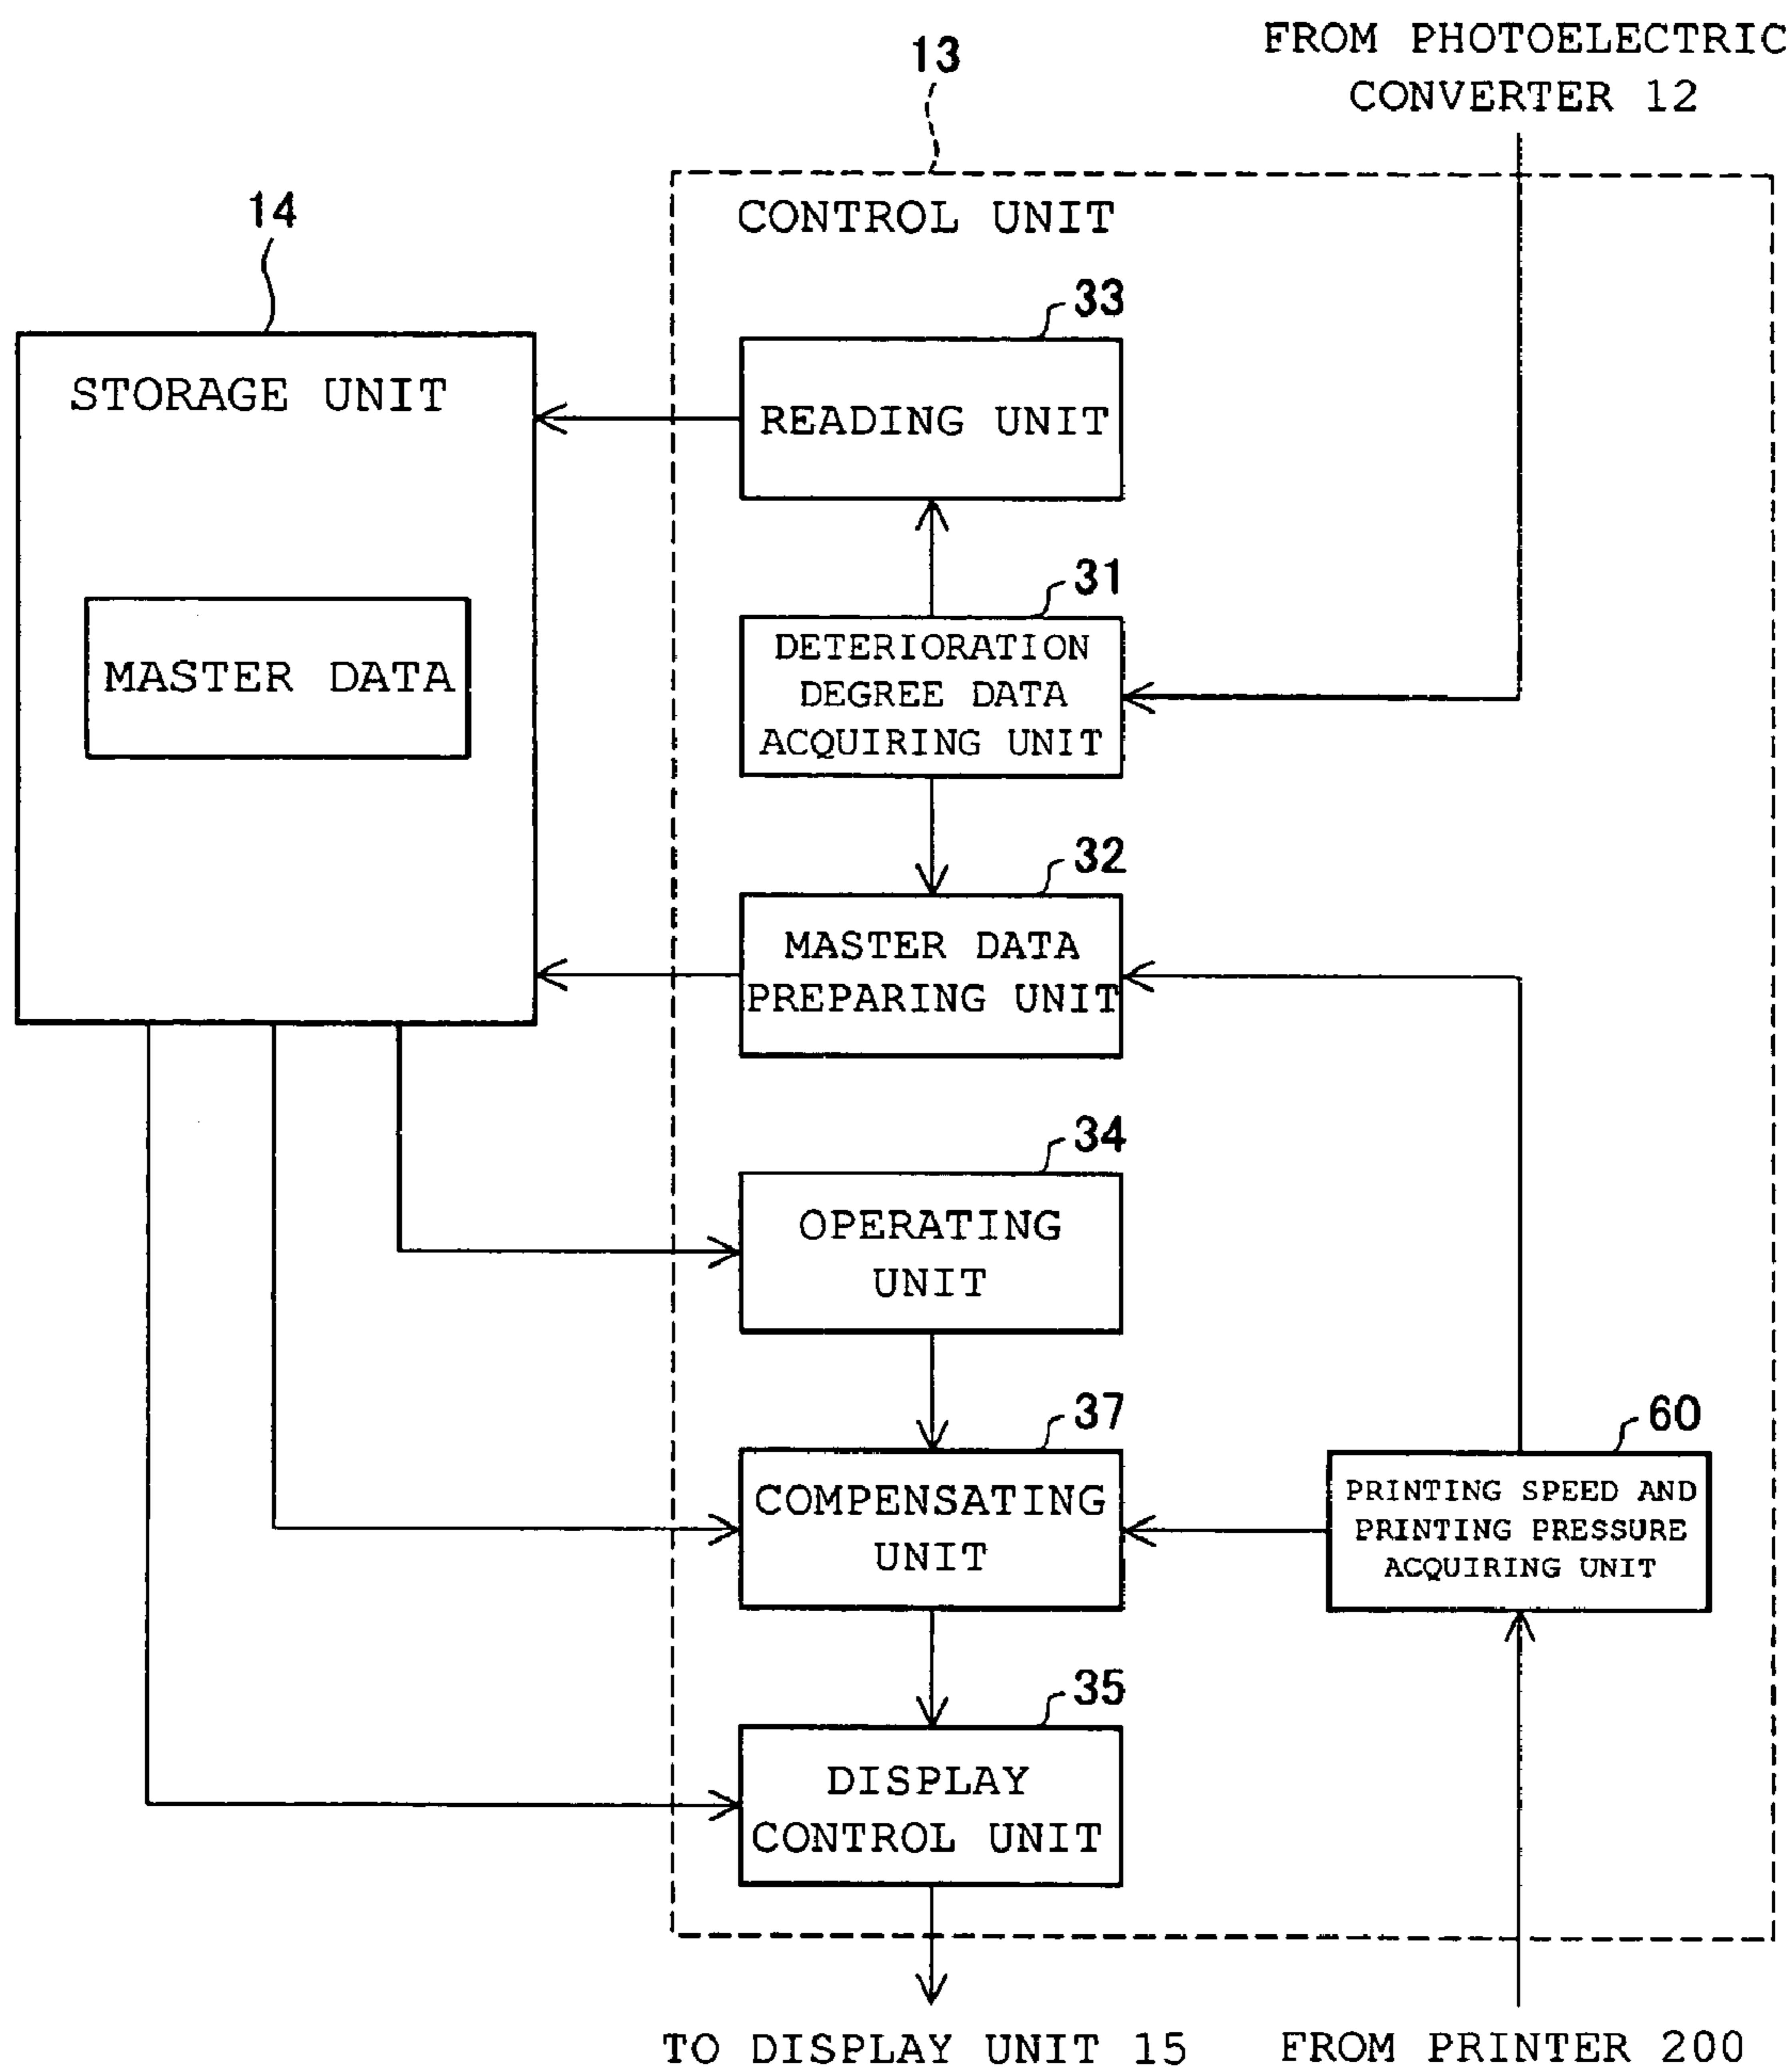 FROM PHOTOELECTRIC
CONVERTER 12
13
14
CONTROL UNIT
33
STORAGE UNIT
READING UNIT
31
DETERIORATION
DEGREE DATA
ACQUIRING UNIT
MASTER DATA
32
MASTER DATA
PREPARING UNIT
34
OPERATING
UNIT
37
COMPENSATING
UNIT
60
PRINTING SPEED AND
PRINTING PRESSURE
ACQUIRING UNIT
35
DISPLAY
CONTROL UNIT
TO DISPLAY UNIT 15
FROM PRINTER 200